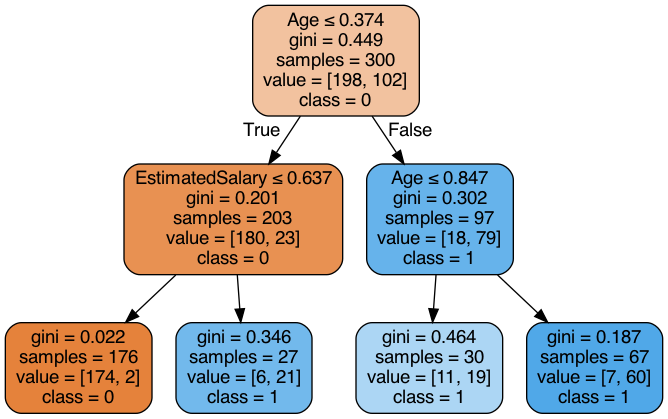 Age ≤ 0.374
gini = 0.449
samples = 300
value = [198, 102]
class = 0
True
False
EstimatedSalary ≤ 0.637
gini = 0.201
samples = 203
value = [180, 23]
class = 0
Age ≤ 0.847
gini = 0.302
samples = 97
value = [18, 79]
class = 1
gini = 0.022
samples = 176
value = [174, 2]
class = 0
gini = 0.346
samples = 27
value = [6, 21]
class = 1
gini = 0.464
samples = 30
value = [11, 19]
class = 1
gini = 0.187
samples = 67
value = [7, 60]
class = 1